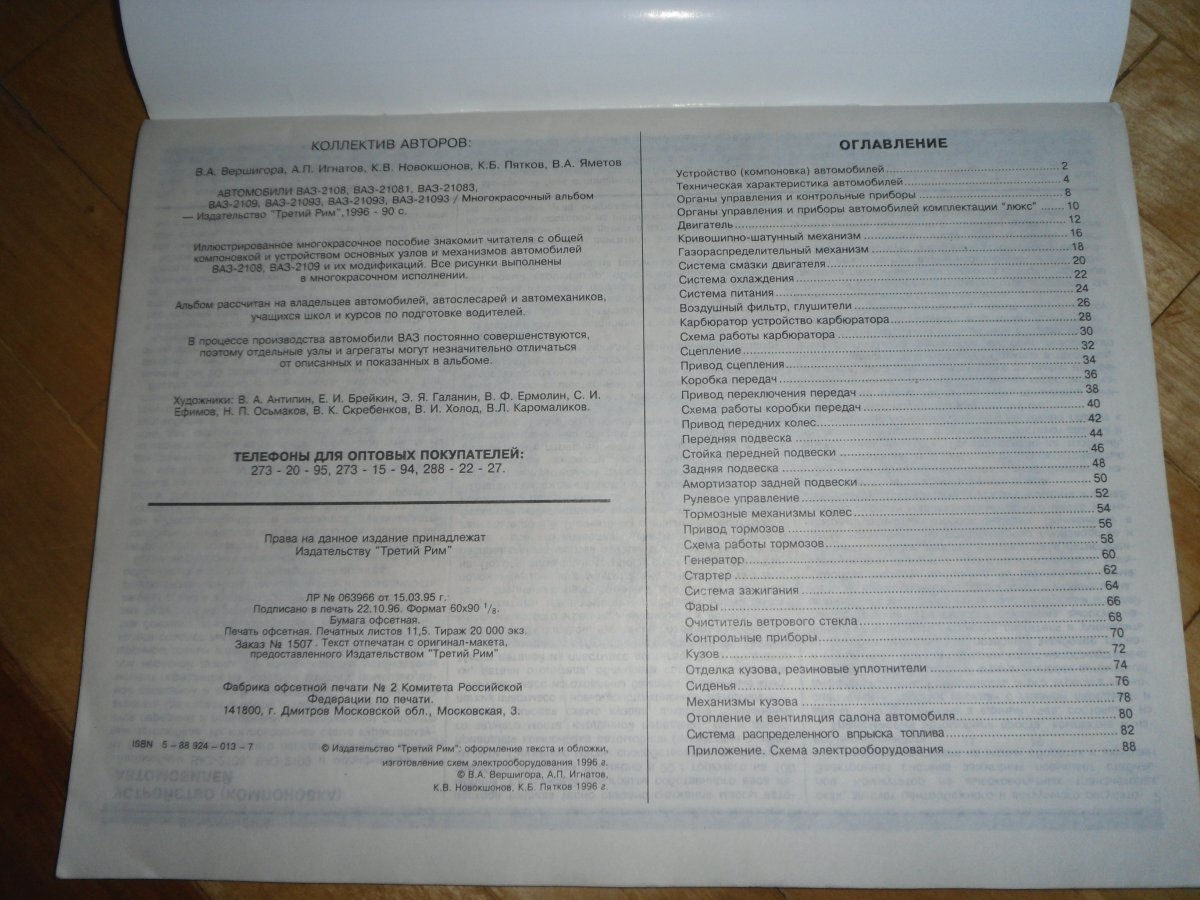 КОЛЛЕКТИВ АВТОРОВ:
В.А. Вершигора, А.П. Игнатов, К.В. Новокшонов, К.Б. Пятков, В.А. Яметов
АВТОМОБИЛИ ВАЗ-2108, ВАЗ-21081, ВАЗ-21083,
ВАЗ-2109, ВАЗ-21093, ВАЗ-21093, ВАЗ-21093 / Многокрасочный альбом
— Издательство "Третий Рим",1996 - 90 с.
Иллюстрированное многокрасочное пособие знакомит читателя с общей
компоновкой и устройством основных узлов и механизмов автомобилей
ВАЗ-2108, ВАЗ-2109 и их модификаций. Все рисунки выполнены
в многокрасочном исполнении.
Альбом рассчитан на владельцев автомобилей, автослесарей и автомехаников,
учащихся школ и курсов по подготовке водителей.
В процессе производства автомобили ВАЗ постоянно совершенствуются,
поэтому отдельные узлы и агрегаты могут незначительно отличаться
от описанных и показанных в альбоме.
Художники: В. А. Антипин, Е. И. Брейкин, Э. Я. Галанин, В. Ф. Ермолин, С. И.
Ефимов, Н. П. Осьмаков, В. К. Скребенков, В. И. Холод, В.Л. Каромаликов.
ТЕЛЕФОНЫ ДЛЯ ОПТОВЫХ ПОКУПАТЕЛЕЙ:
273 - 20 - 95, 273 - 15 - 94, 288 - 22 - 27.
Права на данное издание принадлежат
Издательству "Третий Рим"
ЛР № 063966 от 15.03.95 г.
Подписано в печать 22.10.96. Формат 60x90 1/8.
Бумага офсетная.
Печать офсетная. Печатных листов 11,5. Тираж 20 000 экз.
Заказ № 1507. Текст отпечатан с оригинал-макета,
предоставленного Издательством "Третий Рим"
Фабрика офсетной печати № 2 Комитета Российской
Федерации по печати.
141800, г. Дмитров Московской обл., Московская, 3.
ISBN 5 - 88 924 - 013 - 7
© Издательство "Третий Рим": оформление текста и обложки,
изготовление схем электрооборудования 1996 г.
© В.А. Вершигора, А.П. Игнатов,
К.В. Новокшонов, К.Б. Пятков 1996 г.
ОГЛАВЛЕНИЕ
Устройство (компоновка) автомобилей 2
Техническая характеристика автомобилей 4
Органы управления и контрольные приборы 8
Органы управления и приборы автомобилей комплектации "люкс" 10
Двигатель 12
Кривошипно-шатунный механизм 16
Газораспределительный механизм 18
Система смазки двигателя 20
Система охлаждения 22
Система питания 24
Воздушный фильтр, глушители 26
Карбюратор устройство карбюратора 28
Схема работы карбюратора 30
Сцепление 32
Привод сцепления 34
Коробка передач 36
Привод переключения передач 38
Схема работы коробки передач 40
Привод передних колес 42
Передняя подвеска 44
Стойка передней подвески 46
Задняя подвеска 48
Амортизатор задней подвески 50
Рулевое управление 52
Тормозные механизмы колес 54
Привод тормозов 56
Схема работы тормозов 58
Генератор 60
Стартер 62
Система зажигания 64
Фары 66
Очиститель ветрового стекла 68
Контрольные приборы 70
Кузов 72
Отделка кузова, резиновые уплотнители 74
Сиденья 76
Механизмы кузова 78
Отопление и вентиляция салона автомобиля 80
Система распределенного впрыска топлива 82
Приложение. Схема электрооборудования 88